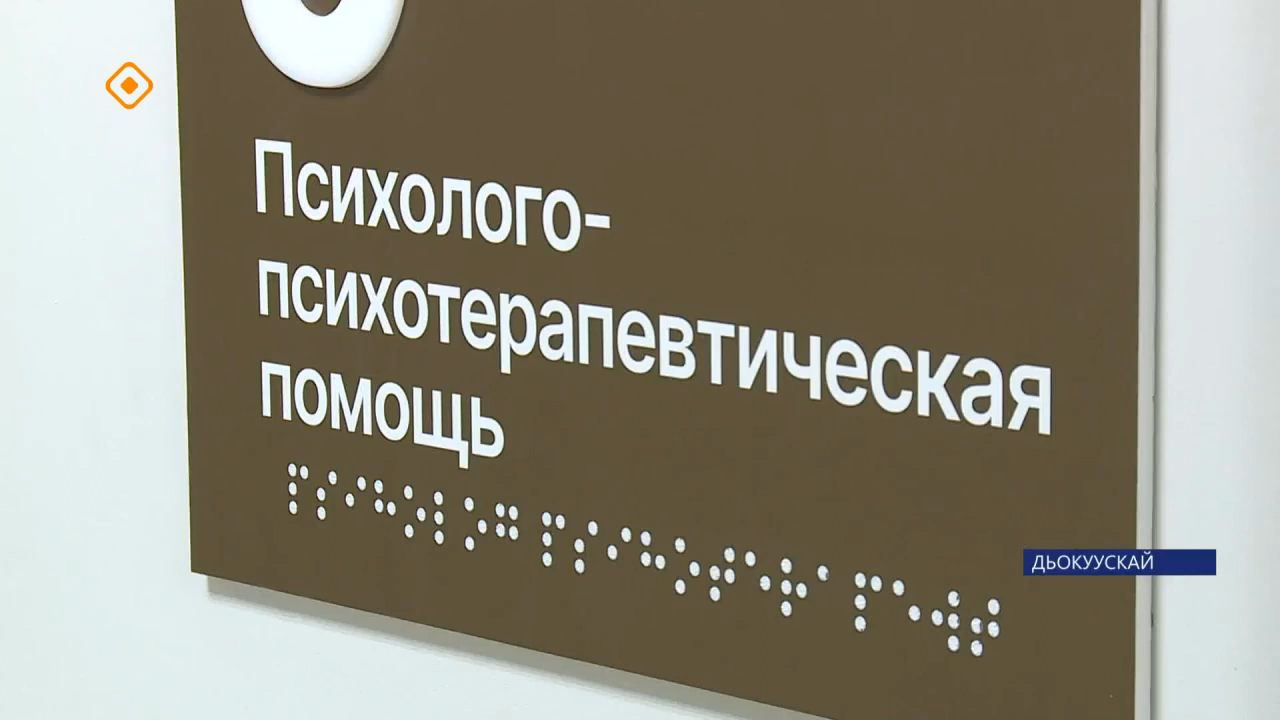 Психолого-
психотерапевтическая
помощь
ДЬОКУУСКАЙ